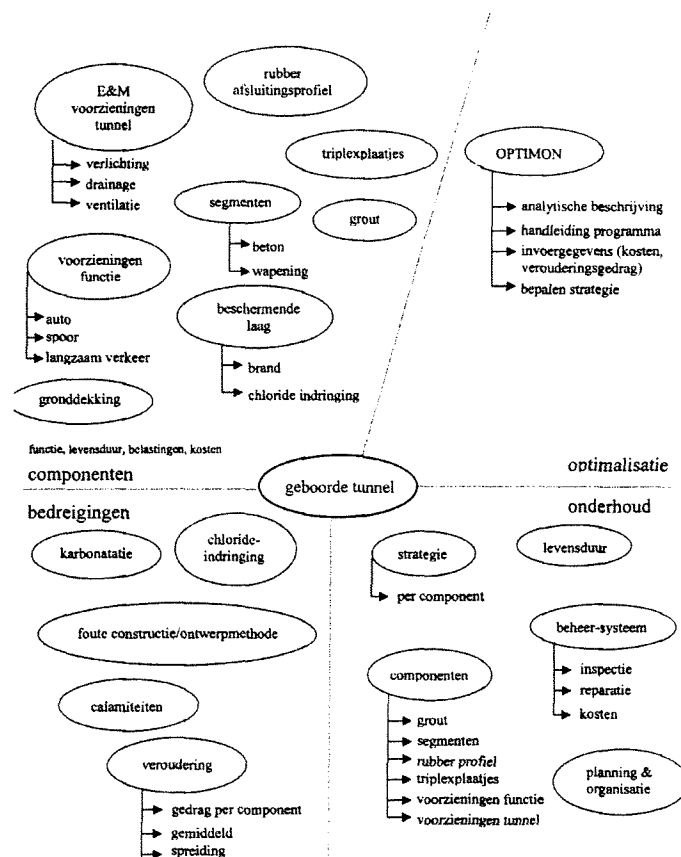 E&M
voorzieningen
tunnel
verlichting
drainage
ventilatie
rubber
afsluitingsprofiel
triplexplaatjes
segmenten
beton
wapening
grout
voorzieningen
functie
auto
spoor
langzaam verkeer
beschermende
laag
brand
chloride indringing
gronddekking
functie, levensduur, belastingen, kosten
componenten
OPTIMON
analytische beschrijving
handleiding programma
invoergegevens (kosten,
verouderingsgedrag)
bepalen strategie
optimalisatie
geboorde tunnel
bedreigingen
karbonatatie
chloride-
indringing
foute constructie/ontwerpmethode
calamiteiten
veroudering
gedrag per component
gemiddeld
spreiding
onderhoud
strategie
per component
levensduur
beheer-systeem
inspectie
reparatie
kosten
componenten
grout
segmenten
rubber profiel
triplexplaatjes
voorzieningen functie
voorzieningen tunnel
planning &
organisatie